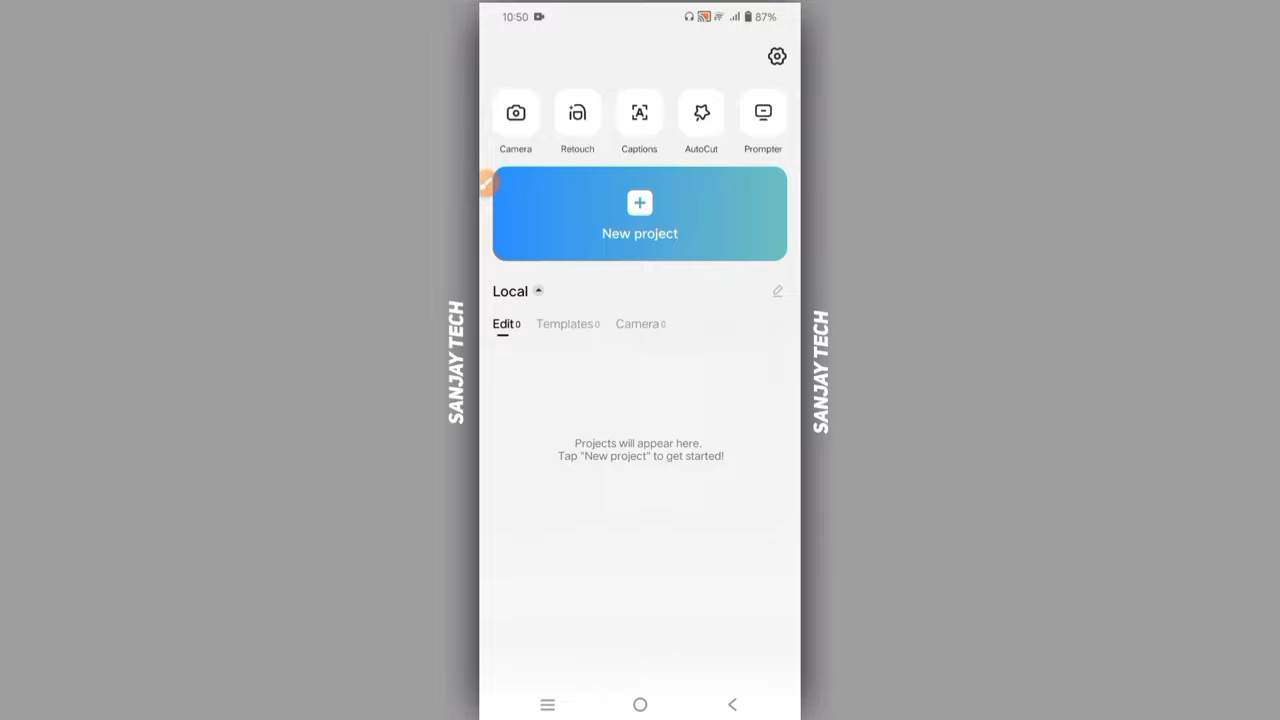 10:50
87%
Camera
Retouch
Captions
AutoCut
Prompter
New project
Local
Edit 0
Templates 0
Camera 0
Projects will appear here.
Tap "New project" to get started!
SANJAY TECH
SANJAY TECH